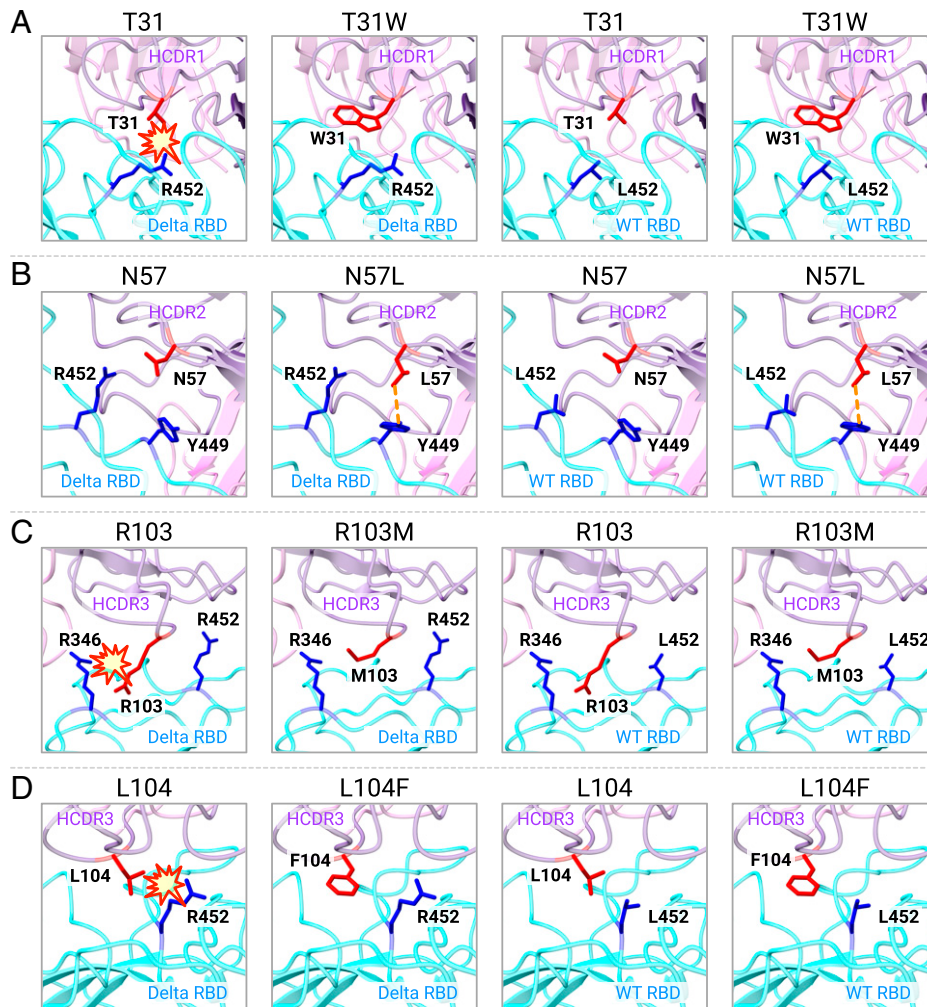 A
T31 T31W T31 T31W
HCDR1 HCDR1 HCDR1 HCDR1
T31 W31 T31 W31
R452 R452 L452 L452
Delta RBD Delta RBD WT RBD WT RBD
B
N57 N57L N57 N57L
HCDR2 HCDR2 HCDR2 HCDR2
R452 N57 R452 L57 L452 N57 L452 L57
Y449 Y449 Y449 Y449
Delta RBD Delta RBD WT RBD WT RBD
C
R103 R103M R103 R103M
HCDR3 HCDR3 HCDR3 HCDR3
R346 R452 R346 R452 R346 L452 R346 L452
R103 M103 R103 M103
Delta RBD Delta RBD WT RBD WT RBD
D
L104 L104F L104 L104F
HCDR3 HCDR3 HCDR3 HCDR3
L104 F104 L104 F104
R452 R452 L452 L452
Delta RBD Delta RBD WT RBD WT RBD